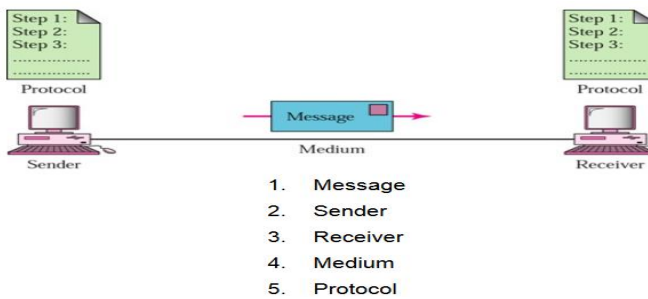 Step 1:
Step 2:
Step 3:
Protocol
Sender
Message
Medium
Step 1:
Step 2:
Step 3:
Protocol
Receiver
1. Message
2. Sender
3. Receiver
4. Medium
5. Protocol